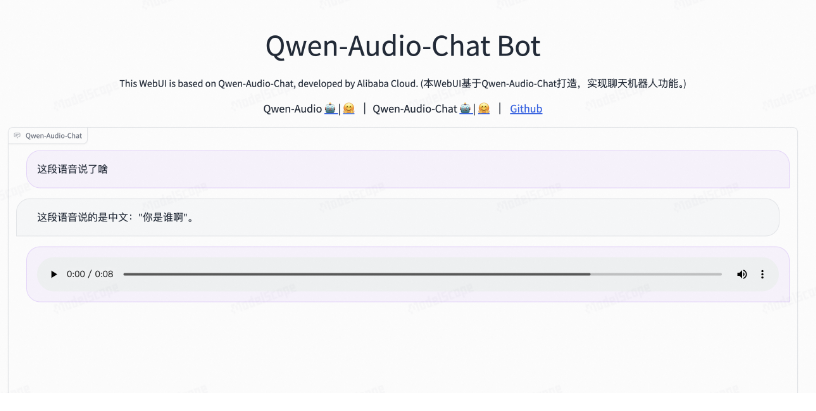 Qwen-Audio-Chat Bot
This WebUI is based on Qwen-Audio-Chat, developed by Alibaba Cloud. (本WebUI基于Qwen-Audio-Chat打造，实现聊天机器人功能。)
Qwen-Audio 🤖 | 🤗 | Qwen-Audio-Chat 🤖 | 🤗 | Github
Qwen-Audio-Chat
这段语音说了啥
这段语音说的是中文："你是谁啊"。
0:00 / 0:08